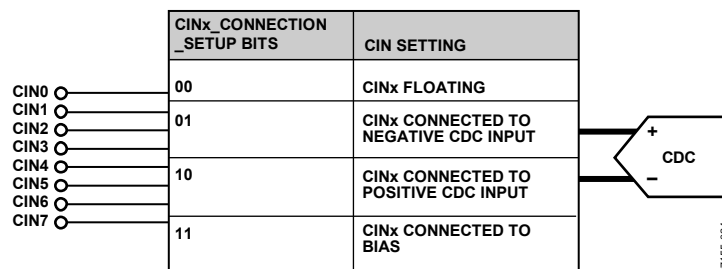 CINx_CONNECTION
_SETUP BITS
CIN SETTING
CIN0
CIN1
CIN2
CIN3
CIN4
CIN5
CIN6
CIN7
00
CINx FLOATING
01
CINx CONNECTED TO
NEGATIVE CDC INPUT
10
CINx CONNECTED TO
POSITIVE CDC INPUT
11
CINx CONNECTED TO
BIAS
+
CDC
–